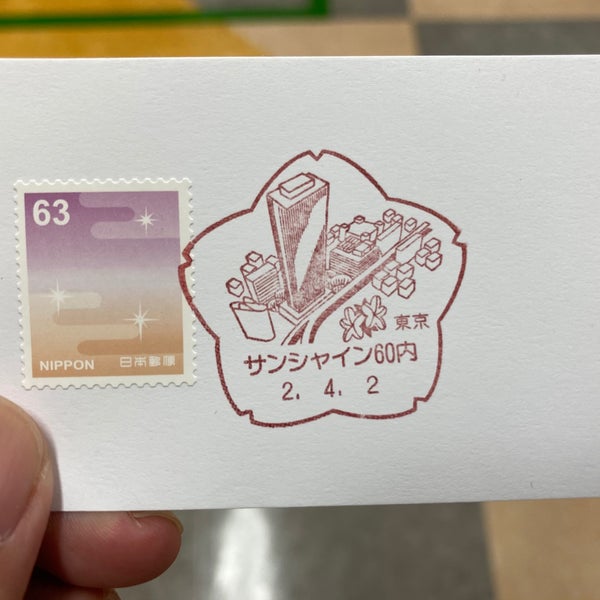 63
NIPPON 日本郵便
東京
サンシャイン60内
2. 4. 2